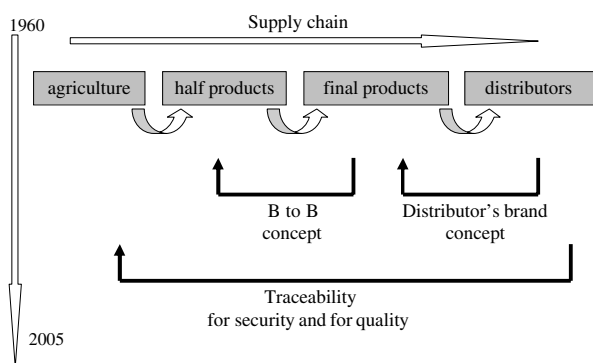 1960
Supply chain
agriculture
half products
final products
distributors
B to B
concept
Distributor's brand
concept
Traceability
for security and for quality
2005